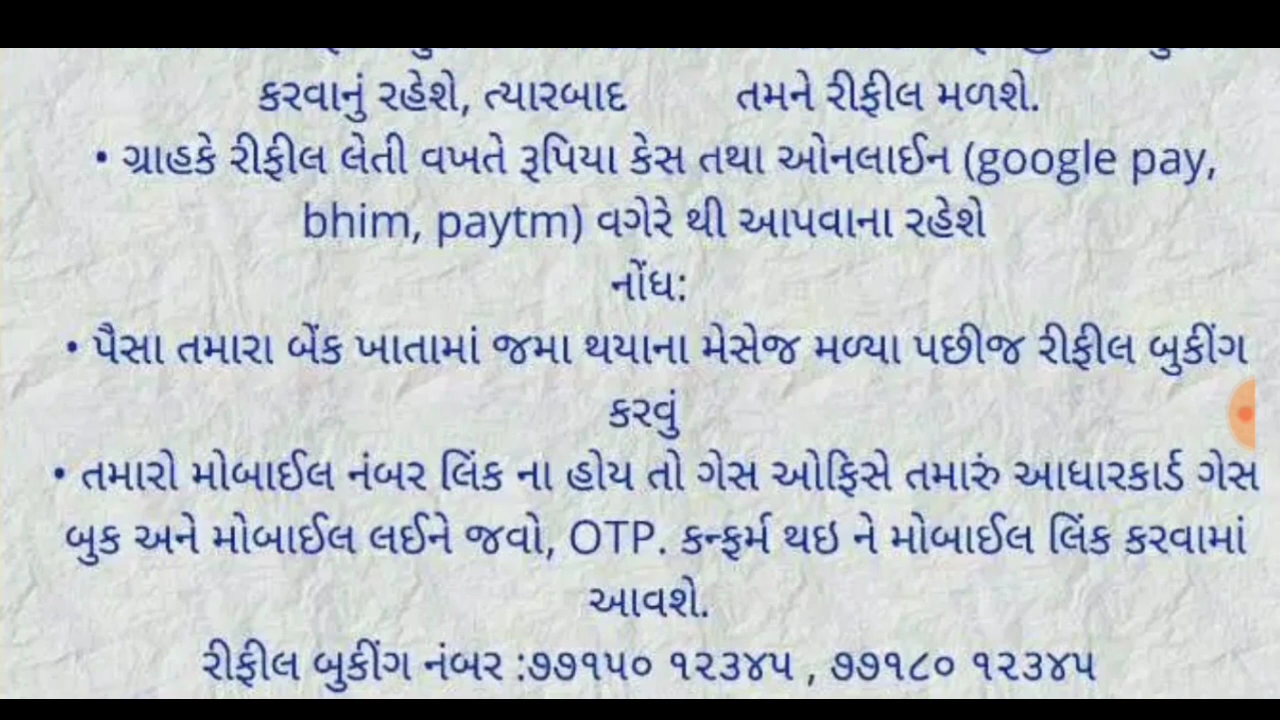 કરવાનું રહેશે, ત્યારબાદ તમને રીફીલ મળશે.
• ગ્રાહકે રીફીલ લેતી વખતે રૂપિયા કેસ તથા ઓનલાઈન (google pay,
bhim, paytm) વગેરે થી આપવાના રહેશે
નોંધ:
• પૈસા તમારા બેંક ખાતામાં જમા થયાના મેસેજ મળ્યા પછીજ રીફીલ બુકીંગ
કરવું
• તમારો મોબાઈલ નંબર લિંક ના હોય તો ગેસ ઓફિસે તમારું આધારકાર્ડ ગેસ
બુક અને મોબાઈલ લઈને જવો, OTP. કન્ફર્મ થઇ ને મોબાઈલ લિંક કરવામાં
આવશે.
રીફીલ બુકીંગ નંબર :૭૭૧૫૦ ૧૨૩૪૫ , ૭૭૧૮૦ ૧૨૩૪૫